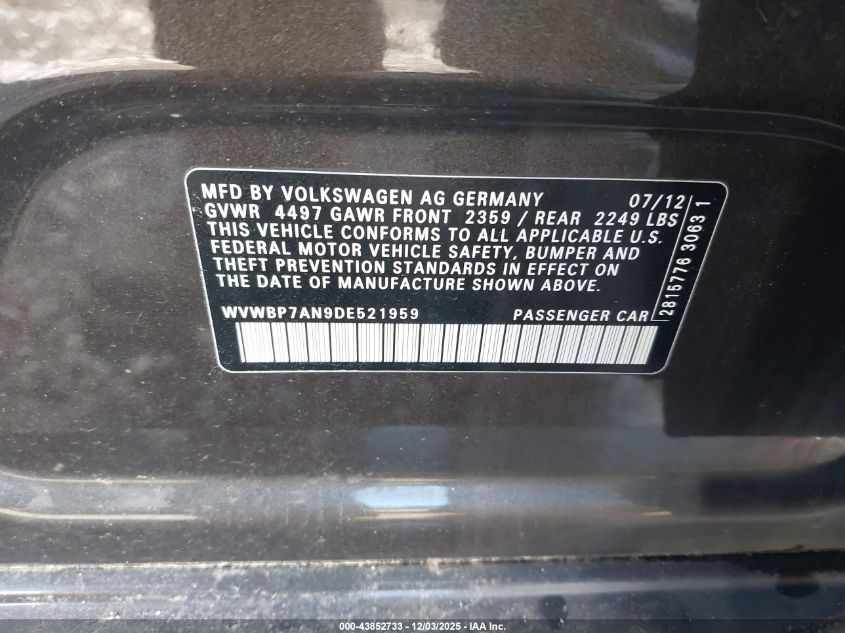 MFD BY VOLKSWAGEN AG GERMANY 07/12
GVWR 4497 GAWR FRONT 2359 / REAR 2249 LBS
THIS VEHICLE CONFORMS TO ALL APPLICABLE U.S.
FEDERAL MOTOR VEHICLE SAFETY, BUMPER AND
THEFT PREVENTION STANDARDS IN EFFECT ON
THE DATE OF MANUFACTURE SHOWN ABOVE.
WVWBP7AN9DE521959 PASSENGER CAR
2815776 3063 1
000-43852733 - 12/03/2025 - IAA Inc.